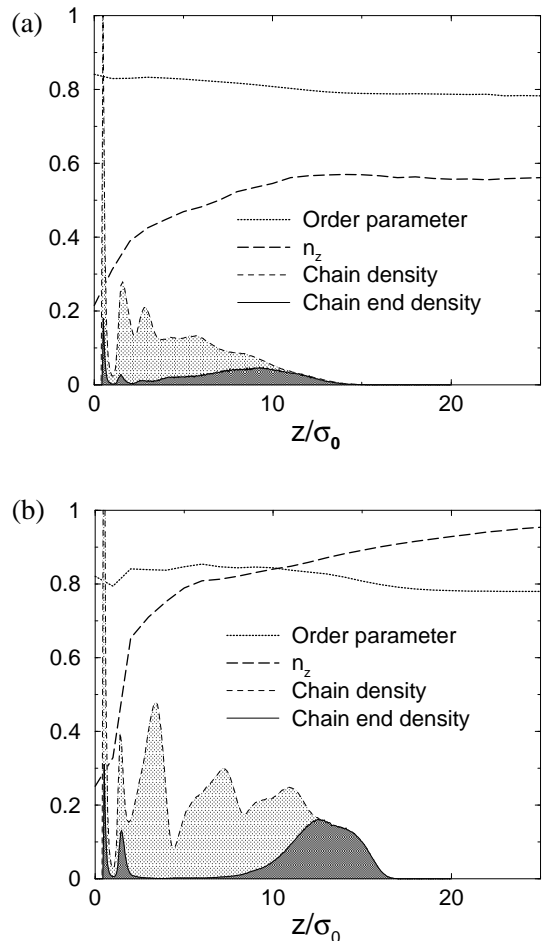 (a)
1
0.8
0.6
0.4
0.2
0
Order parameter
n_z
Chain density
Chain end density
0 10 20
z/σ₀
(b)
1
0.8
0.6
0.4
0.2
0
Order parameter
n_z
Chain density
Chain end density
0 10 20
z/σ₀